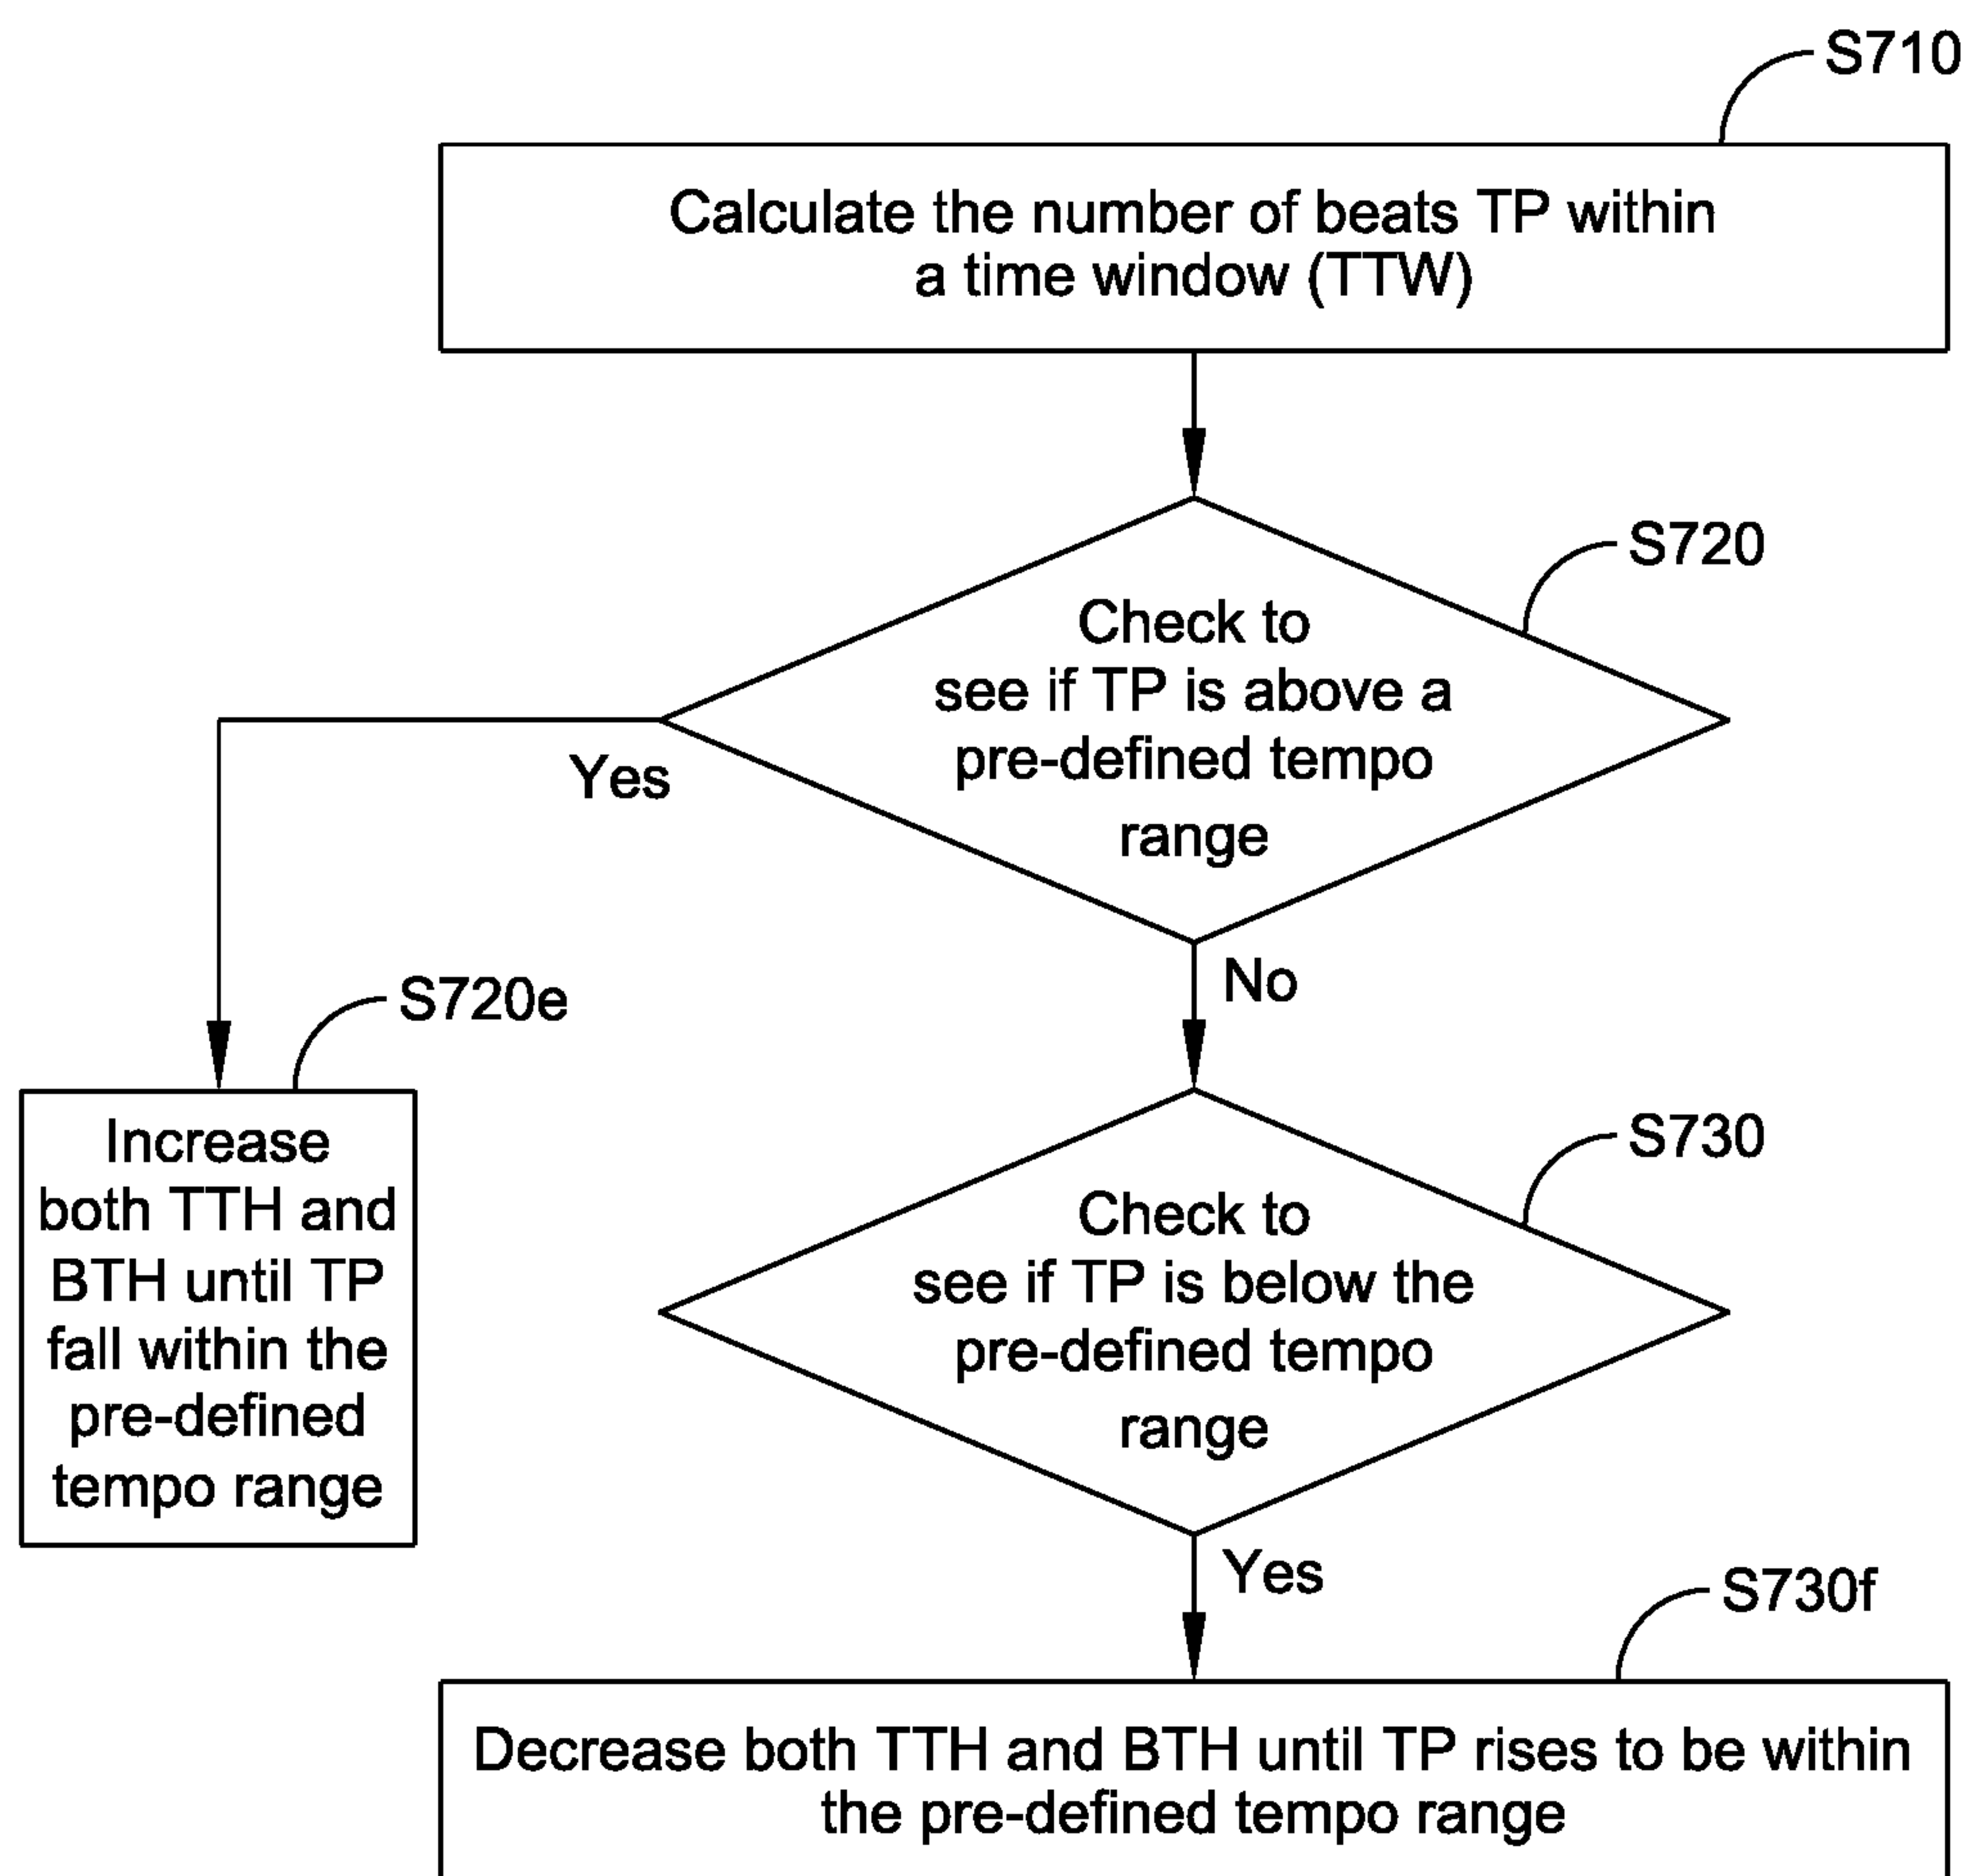 S710
Calculate the number of beats TP within
a time window (TTW)
S720
Check to
see if TP is above a
pre-defined tempo
range
Yes
No
S720e
Increase
both TTH and
BTH until TP
fall within the
pre-defined
tempo range
S730
Check to
see if TP is below the
pre-defined tempo
range
Yes
S730f
Decrease both TTH and BTH until TP rises to be within
the pre-defined tempo range